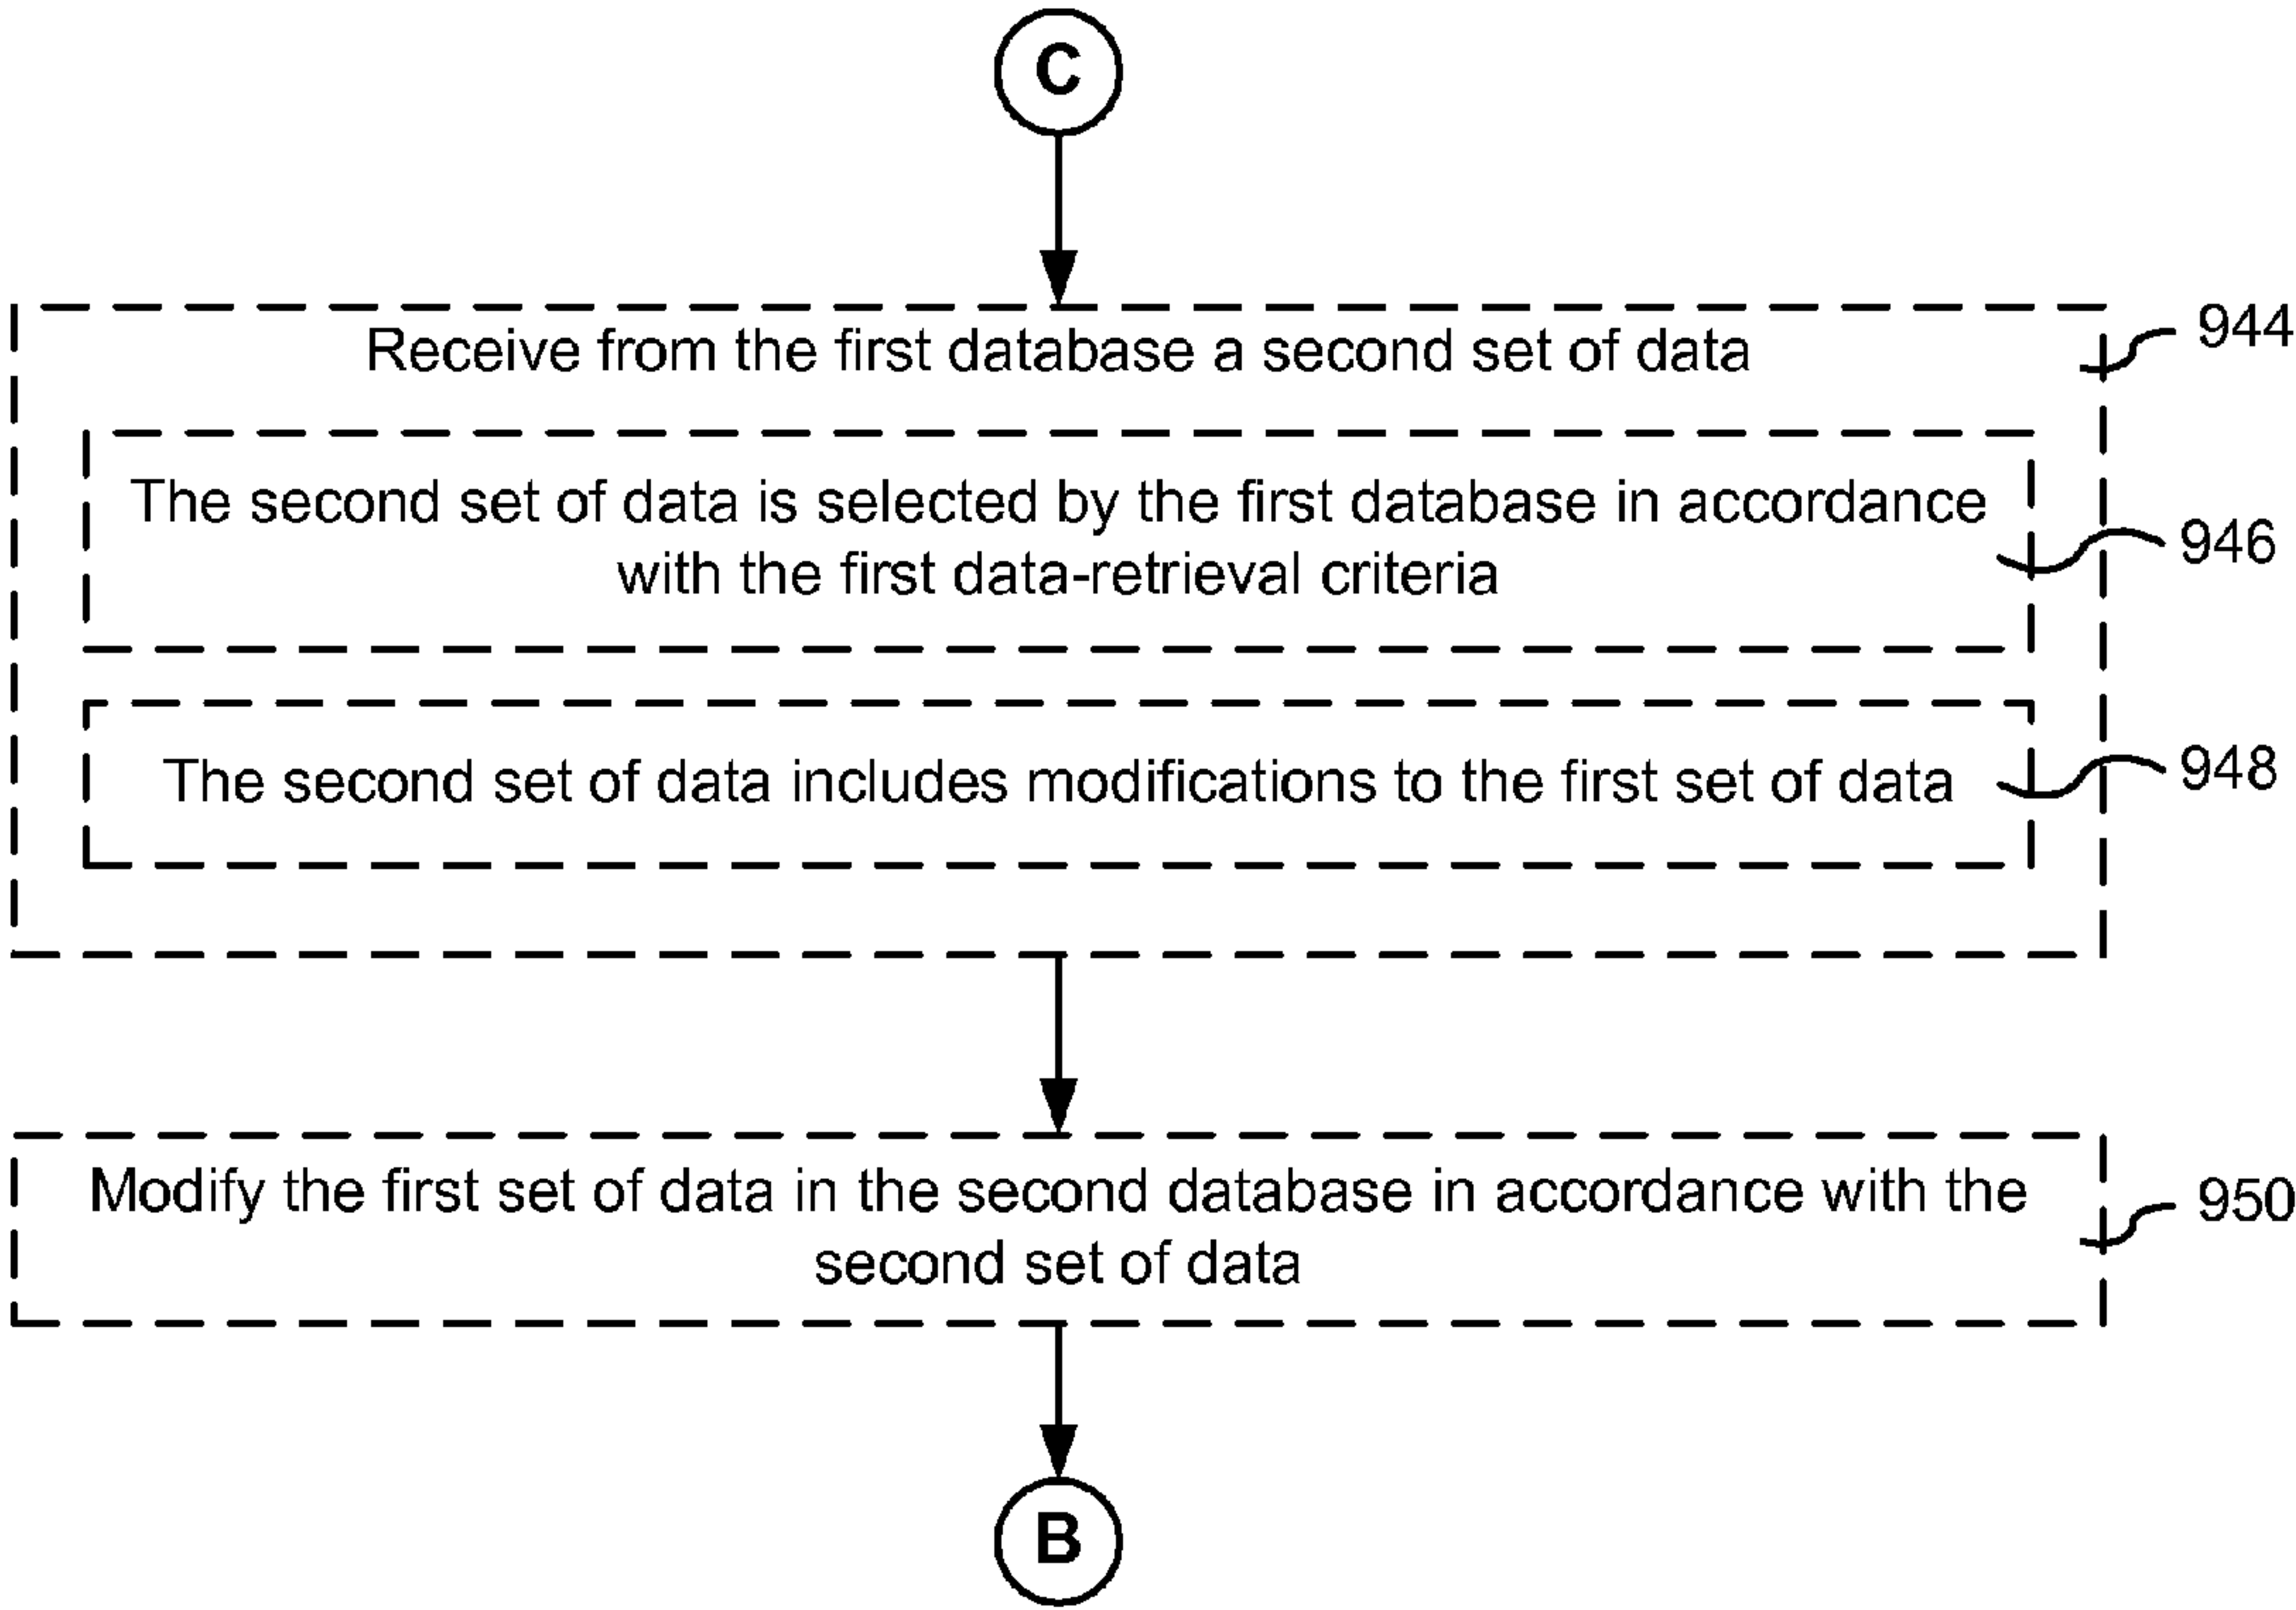 C
Receive from the first database a second set of data
944
The second set of data is selected by the first database in accordance
with the first data-retrieval criteria
946
The second set of data includes modifications to the first set of data
948
Modify the first set of data in the second database in accordance with the
second set of data
950
B